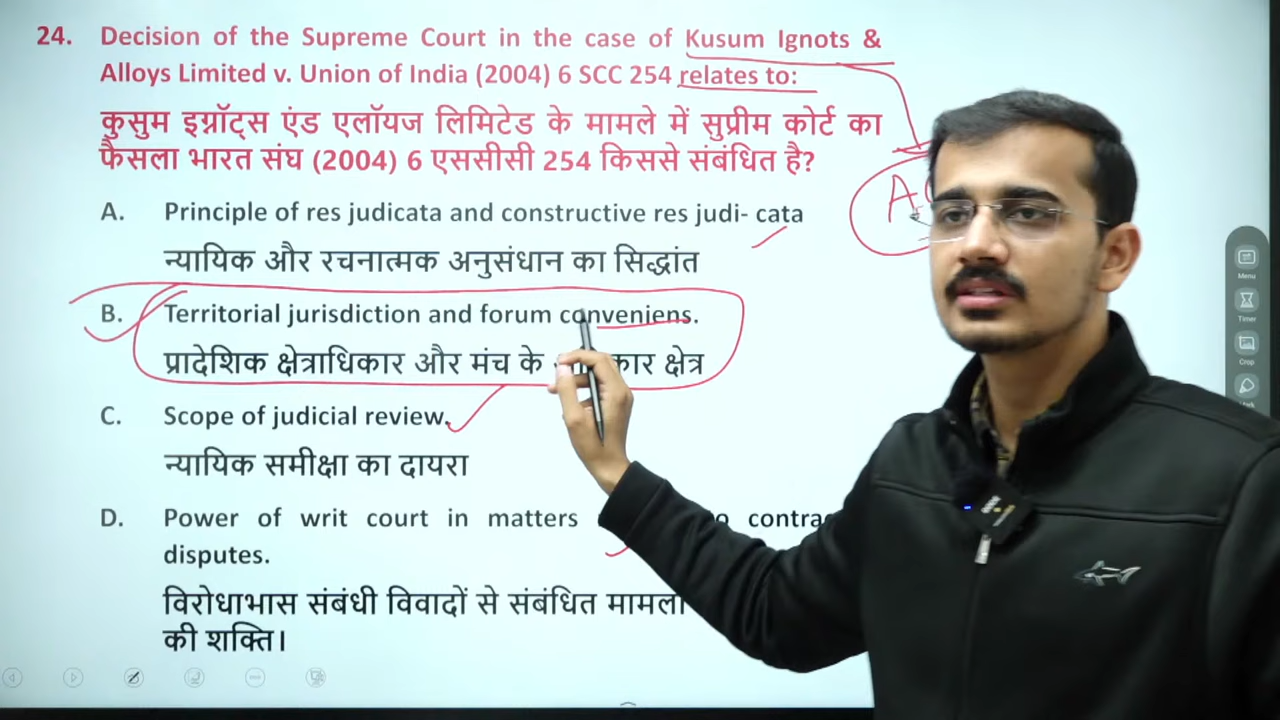 24. Decision of the Supreme Court in the case of Kusum Ignots &
Alloys Limited v. Union of India (2004) 6 SCC 254 relates to:
कुसुम इग्नॉट्स एंड एलॉयज लिमिटेड के मामले में सुप्रीम कोर्ट का
फैसला भारत संघ (2004) 6 एससीसी 254 किससे संबंधित है?
A. Principle of res judicata and constructive res judi- cata
न्यायिक और रचनात्मक अनुसंधान का सिद्धांत
B. Territorial jurisdiction and forum conveniens.
प्रादेशिक क्षेत्राधिकार और मंच के क्षेत्र
C. Scope of judicial review.
न्यायिक समीक्षा का दायरा
D. Power of writ court in matters
disputes.
विरोधाभास संबंधी विवादों से संबंधित
की शक्ति।
Menu
Timer
Crop